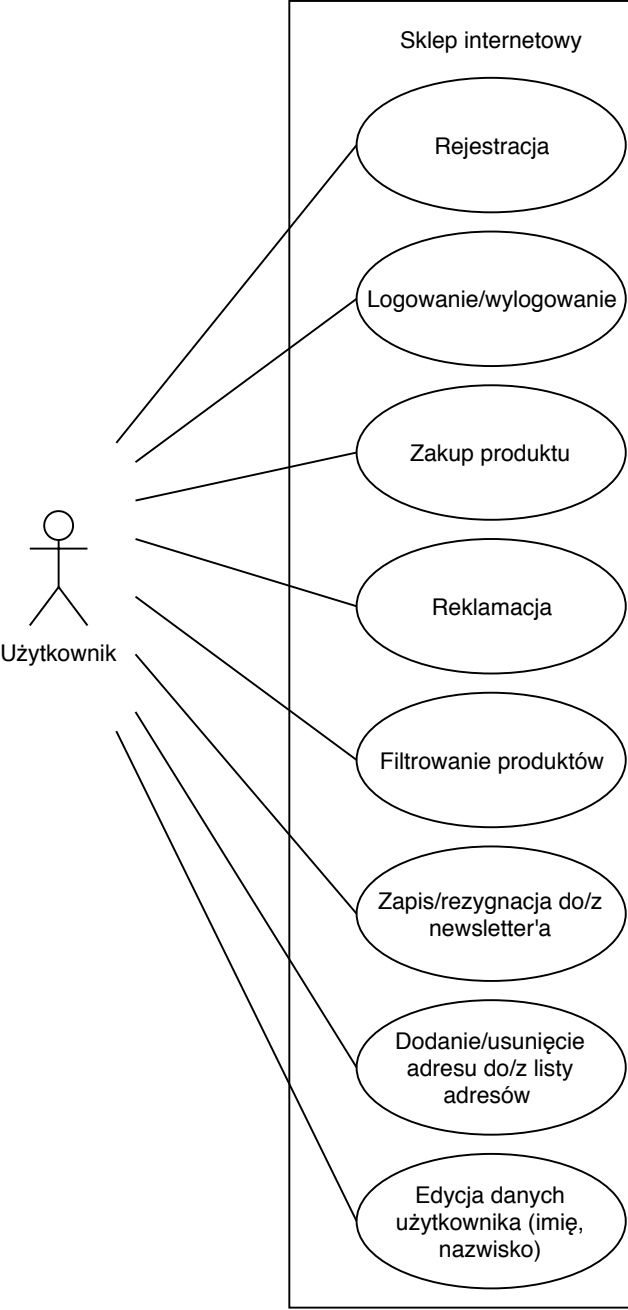 Sklep internetowy
Rejestracja
Logowanie/wylogowanie
Zakup produktu
Reklamacja
Użytkownik
Filtrowanie produktów
Zapis/rezygnacja do/z
newsletter'a
Dodanie/usunięcie
adresu do/z listy
adresów
Edycja danych
użytkownika (imię,
nazwisko)